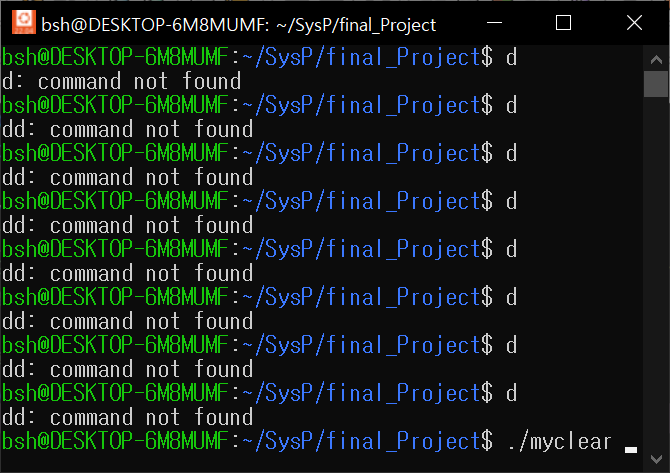 bsh@DESKTOP-6M8MUMF: ~/SysP/final_Project
bsh@DESKTOP-6M8MUMF:~/SysP/final_Project$ d
d: command not found
bsh@DESKTOP-6M8MUMF:~/SysP/final_Project$ d
dd: command not found
bsh@DESKTOP-6M8MUMF:~/SysP/final_Project$ d
dd: command not found
bsh@DESKTOP-6M8MUMF:~/SysP/final_Project$ d
dd: command not found
bsh@DESKTOP-6M8MUMF:~/SysP/final_Project$ d
dd: command not found
bsh@DESKTOP-6M8MUMF:~/SysP/final_Project$ d
dd: command not found
bsh@DESKTOP-6M8MUMF:~/SysP/final_Project$ d
dd: command not found
bsh@DESKTOP-6M8MUMF:~/SysP/final_Project$ d
dd: command not found
bsh@DESKTOP-6M8MUMF:~/SysP/final_Project$ ./myclear